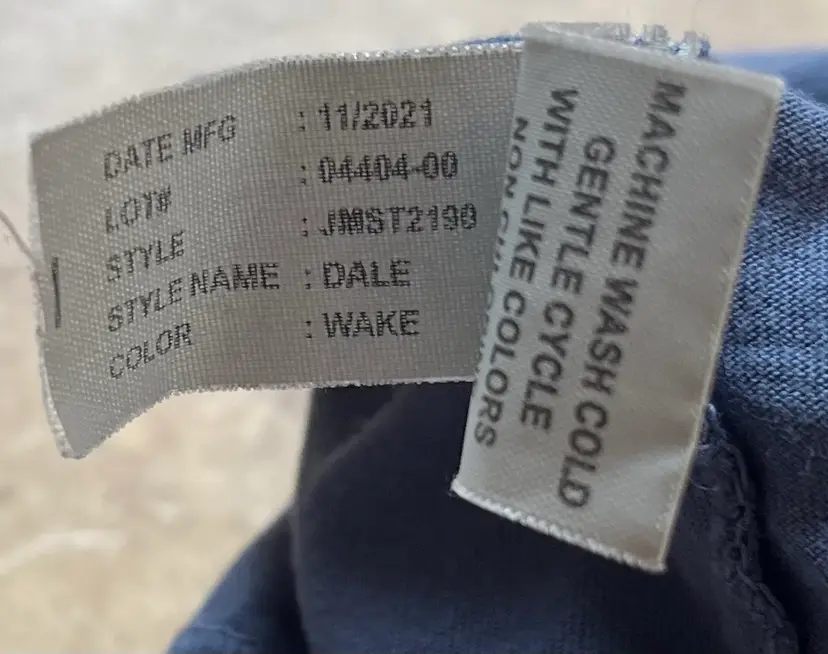 DATE MFG : 11/2021
LOT# : 04404-00
STYLE : JMST2190
STYLE NAME : DALE
COLOR : WAKE
MACHINE WASH COLD
GENTLE CYCLE
WITH LIKE COLORS
NON